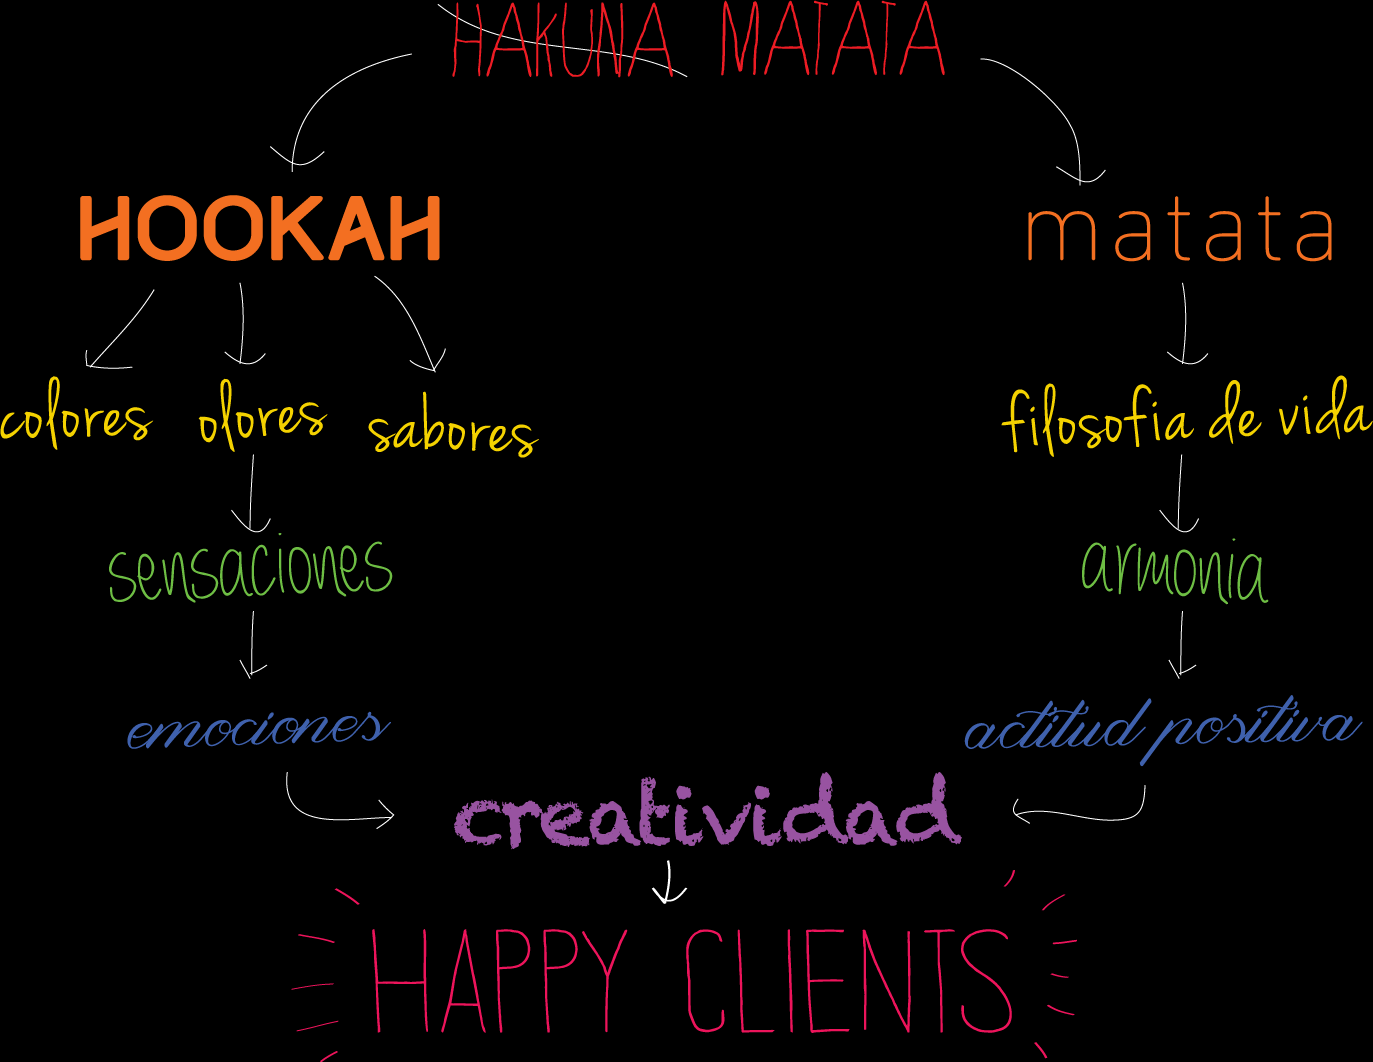 HAKUNA MATATA
HOOKAH matata
colores olores sabores filosofia de vida
sensaciones armonia
emociones actitud positiva
creatividad
HAPPY CLIENTS